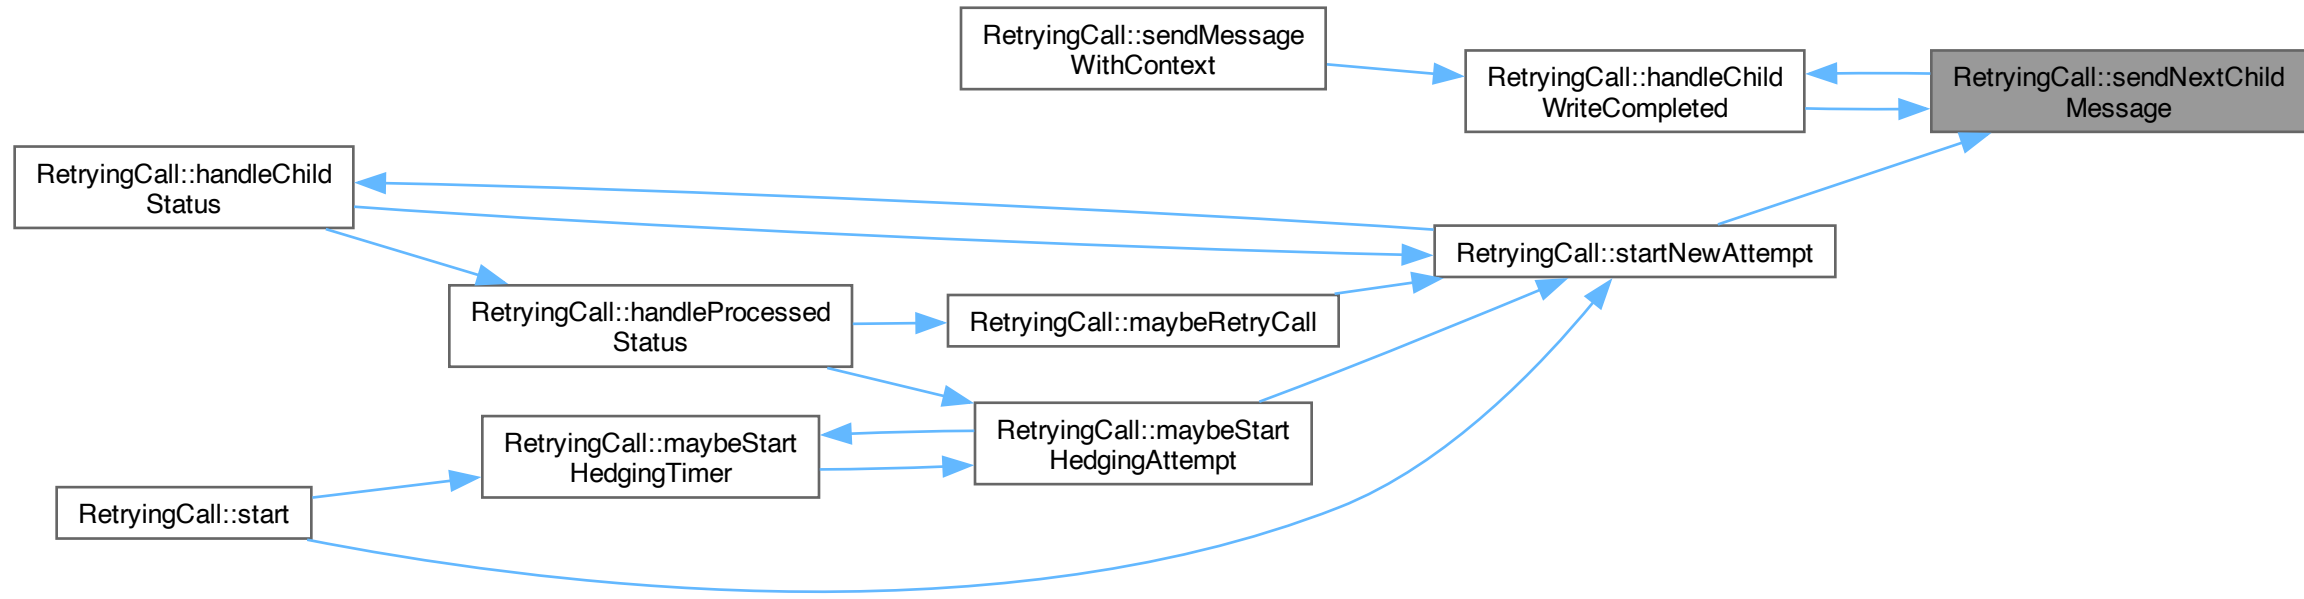 RetryingCall::sendMessage
WithContext
RetryingCall::handleChild
WriteCompleted
RetryingCall::sendNextChild
Message
RetryingCall::handleChild
Status
RetryingCall::startNewAttempt
RetryingCall::handleProcessed
Status
RetryingCall::maybeRetryCall
RetryingCall::maybeStart
HedgingTimer
RetryingCall::maybeStart
HedgingAttempt
RetryingCall::start